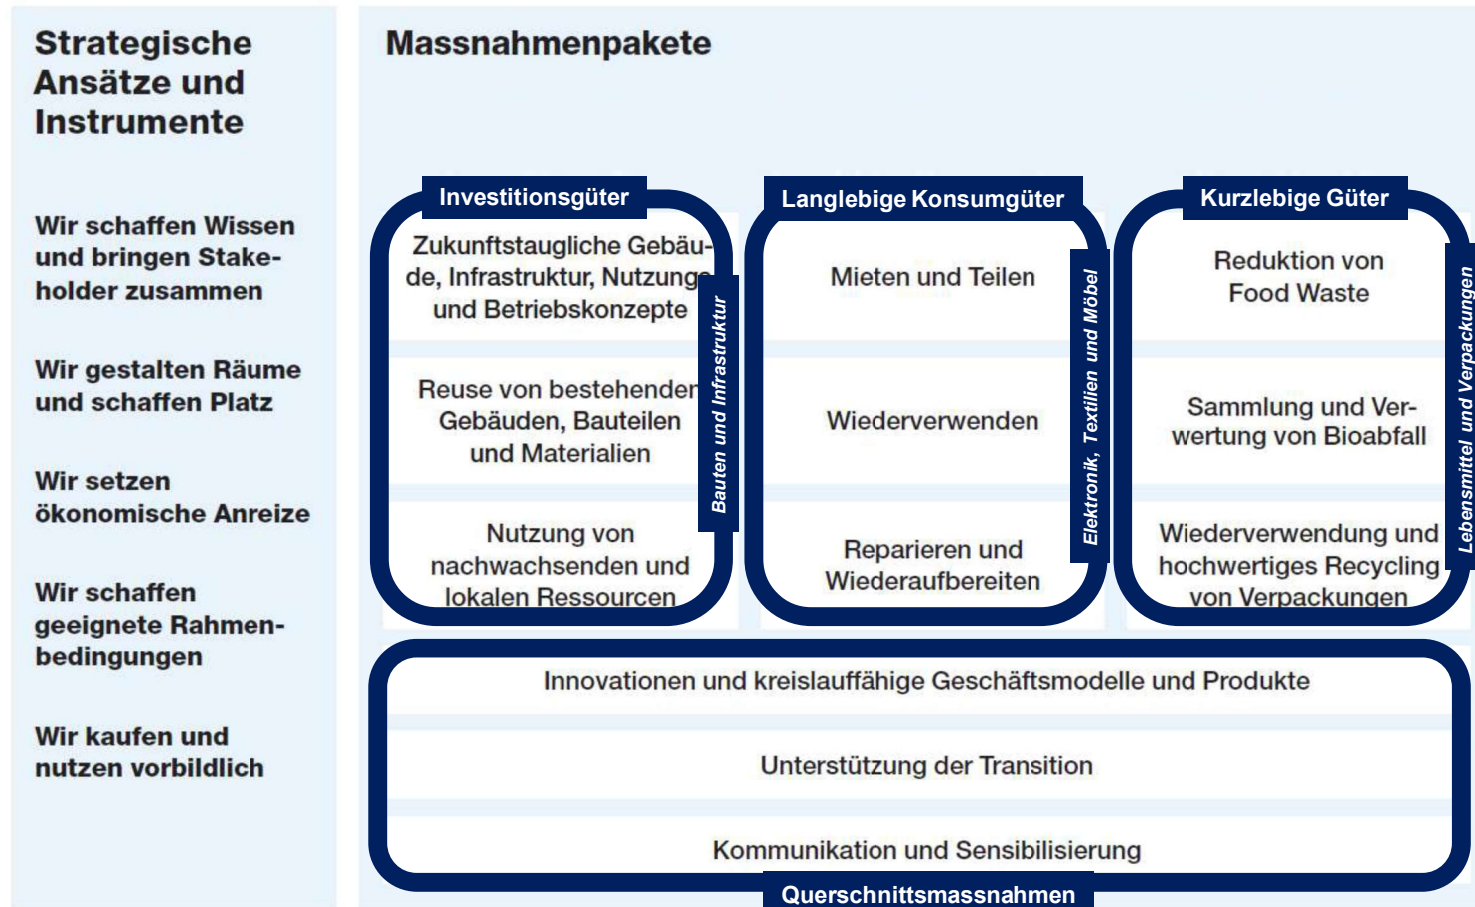 Strategische
Ansätze und
Instrumente
Wir schaffen Wissen
und bringen Stake-
holder zusammen
Wir gestalten Räume
und schaffen Platz
Wir setzen
ökonomische Anreize
Wir schaffen
geeignete Rahmen-
bedingungen
Wir kaufen und
nutzen vorbildlich
Massnahmenpakete
Investitionsgüter
Zukunftstaugliche Gebäu-
de, Infrastruktur, Nutzungs
und Betriebskonzepte
Reuse von bestehenden
Gebäuden, Bauteilen
und Materialien
Nutzung von
nachwachsenden und
lokalen Ressourcen
Bauten und Infrastruktur
Langlebige Konsumgüter
Mieten und Teilen
Wiederverwenden
Reparieren und
Wiederaufbereiten
Elektronik, Textilien und Möbel
Kurzlebige Güter
Reduktion von
Food Waste
Sammlung und Ver-
wertung von Bioabfall
Wiederverwendung und
hochwertiges Recycling
von Verpackungen
Lebensmittel und Verpackungen
Innovationen und kreislauffähige Geschäftsmodelle und Produkte
Unterstützung der Transition
Kommunikation und Sensibilisierung
Querschnittsmassnahmen